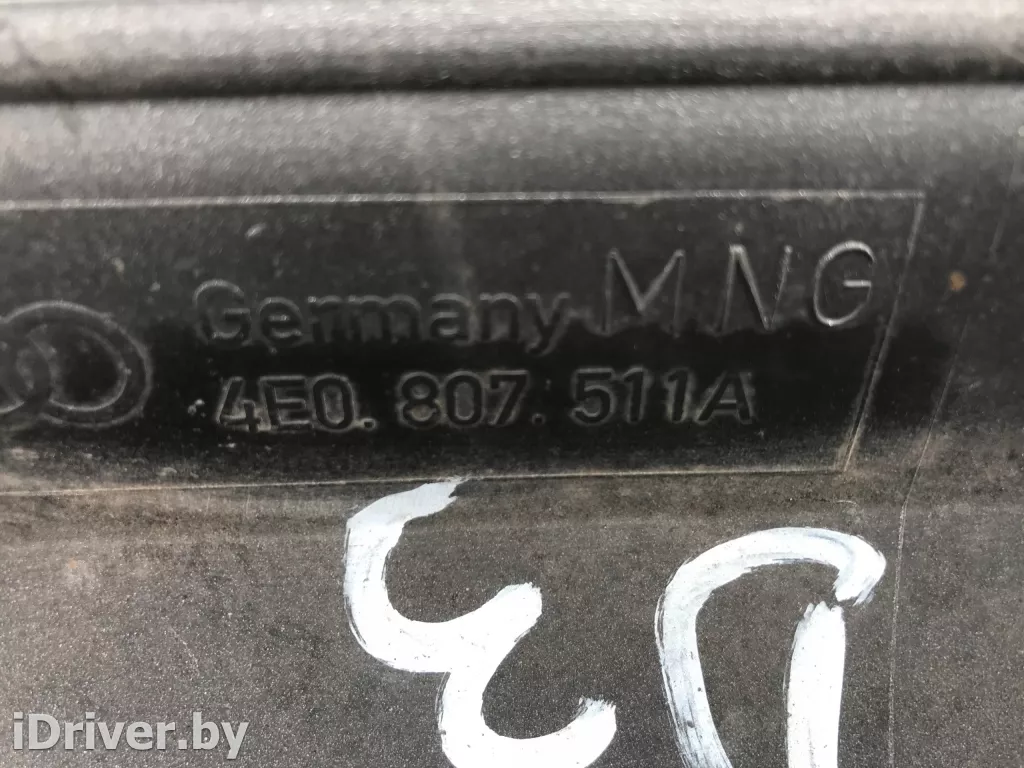 Germany MNG
4E0. 807. 511A
iDriver.by